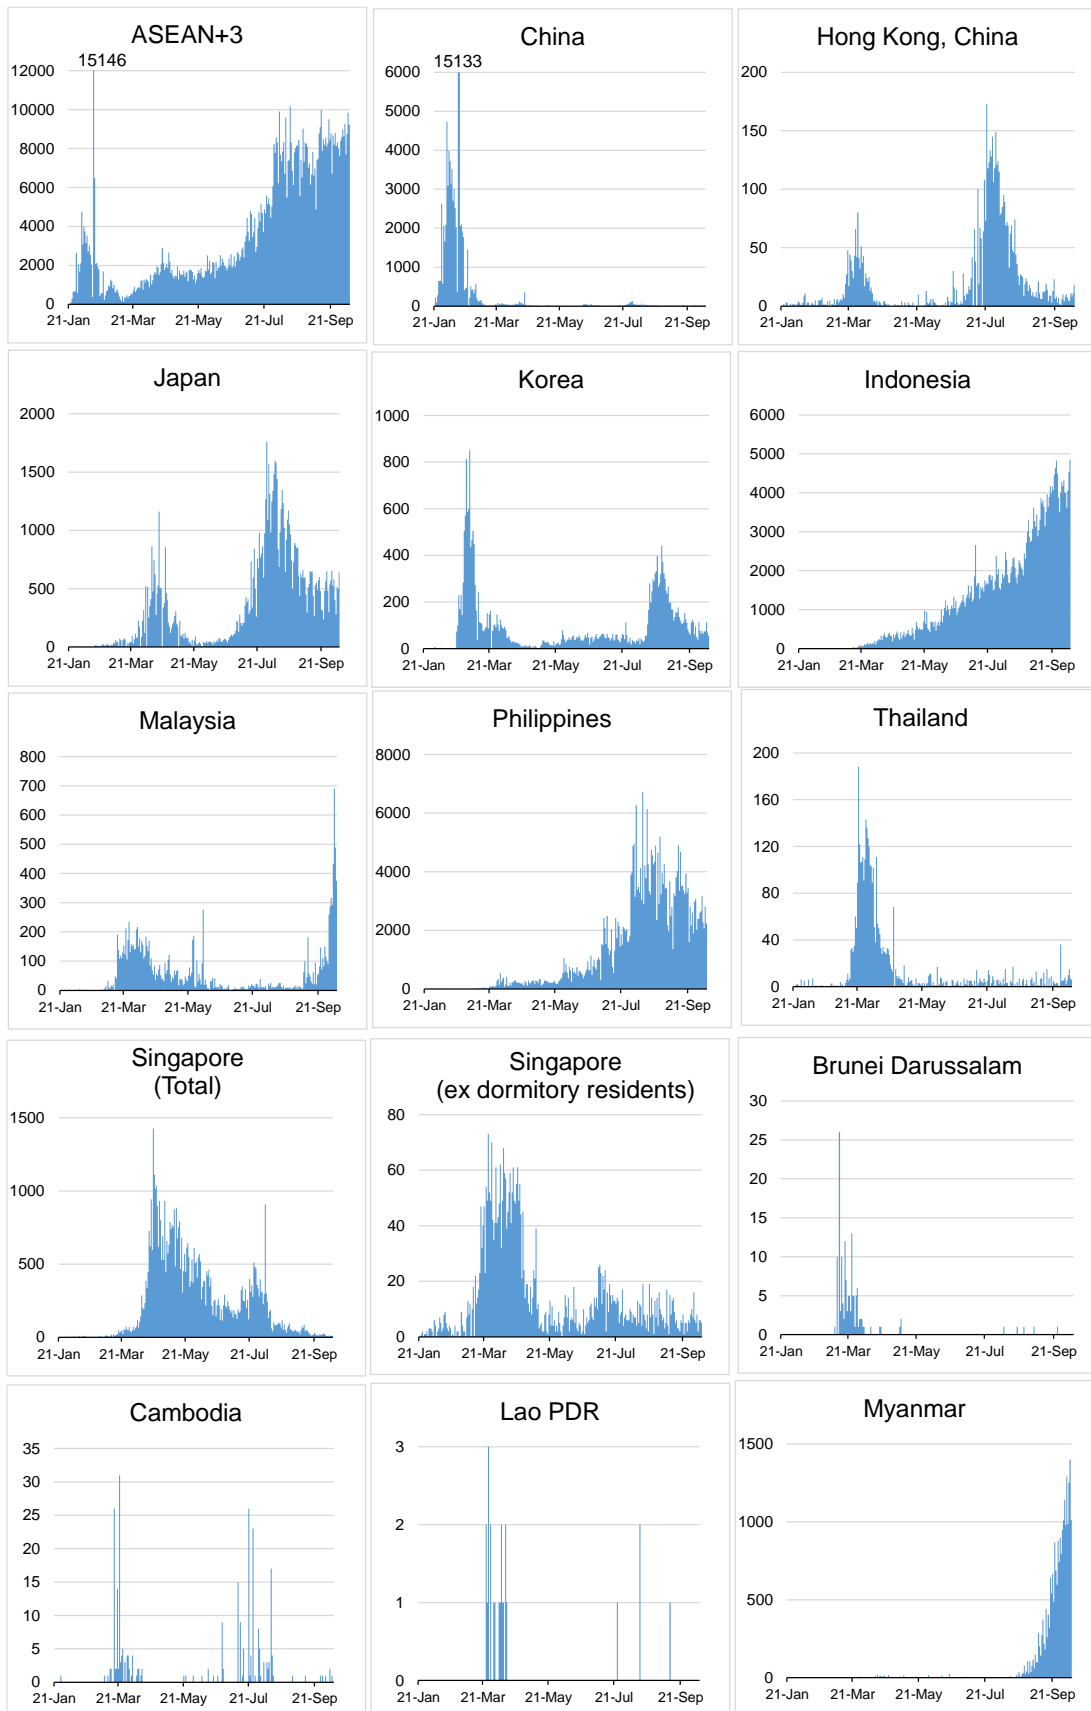 ASEAN+3
15146
12000
10000
8000
6000
4000
2000
0
21-Jan 21-Mar 21-May 21-Jul 21-Sep
China
15133
6000
5000
4000
3000
2000
1000
0
21-Jan 21-Mar 21-May 21-Jul 21-Sep
Hong Kong, China
200
150
100
50
0
21-Jan 21-Mar 21-May 21-Jul 21-Sep
Japan
2000
1500
1000
500
0
21-Jan 21-Mar 21-May 21-Jul 21-Sep
Korea
1000
800
600
400
200
0
21-Jan 21-Mar 21-May 21-Jul 21-Sep
Indonesia
6000
5000
4000
3000
2000
1000
0
21-Jan 21-Mar 21-May 21-Jul 21-Sep
Malaysia
800
700
600
500
400
300
200
100
0
21-Jan 21-Mar 21-May 21-Jul 21-Sep
Philippines
8000
6000
4000
2000
0
21-Jan 21-Mar 21-May 21-Jul 21-Sep
Thailand
200
160
120
80
40
0
21-Jan 21-Mar 21-May 21-Jul 21-Sep
Singapore
(Total)
1500
1000
500
0
21-Jan 21-Mar 21-May 21-Jul 21-Sep
Singapore
(ex dormitory residents)
80
60
40
20
0
21-Jan 21-Mar 21-May 21-Jul 21-Sep
Brunei Darussalam
30
25
20
15
10
5
0
21-Jan 21-Mar 21-May 21-Jul 21-Sep
Cambodia
35
30
25
20
15
10
5
0
21-Jan 21-Mar 21-May 21-Jul 21-Sep
Lao PDR
3
2
1
0
21-Jan 21-Mar 21-May 21-Jul 21-Sep
Myanmar
1500
1000
500
0
21-Jan 21-Mar 21-May 21-Jul 21-Sep